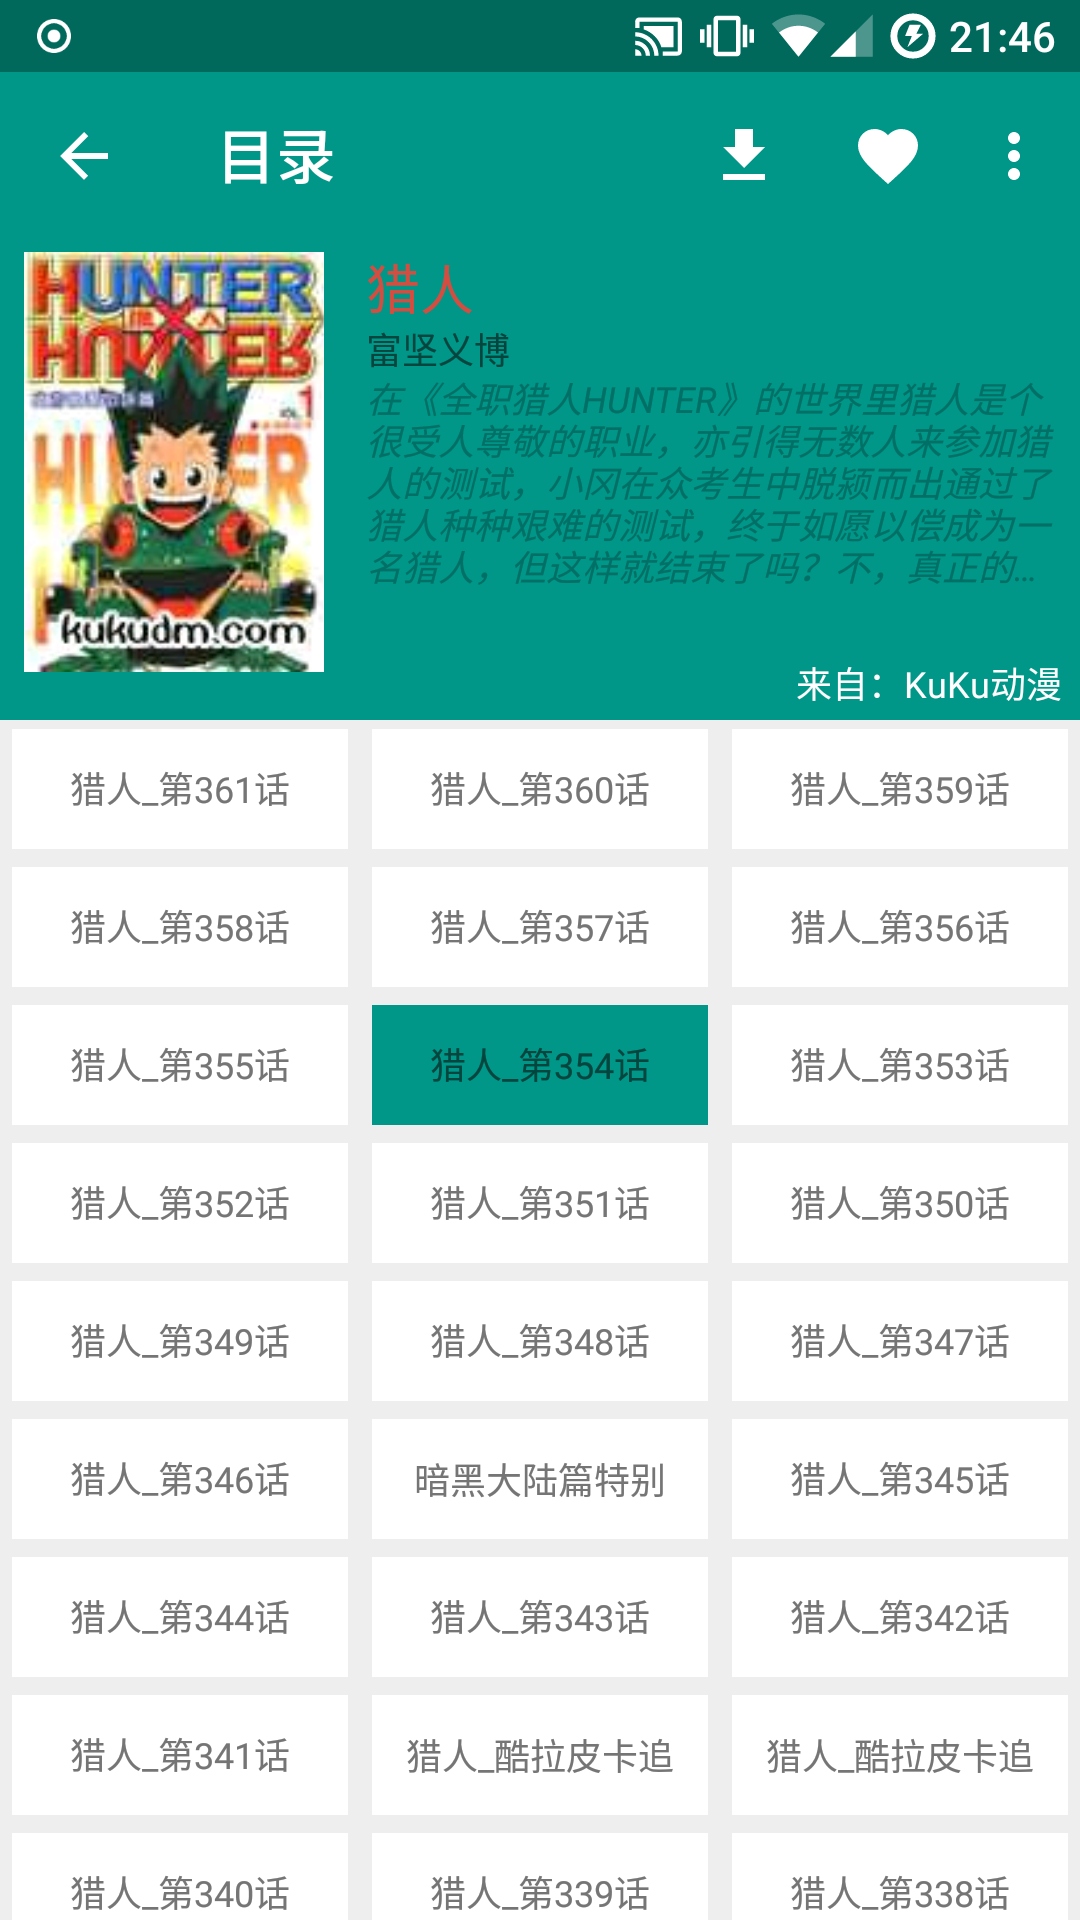 21:46
目录
HUNTER
HUNTER
kukudm.com
猎人
富坚义博
在《全职猎人HUNTER》的世界里猎人是个
很受人尊敬的职业，亦引得无数人来参加猎
人的测试，小冈在众考生中脱颍而出通过了
猎人种种艰难的测试，终于如愿以偿成为一
名猎人，但这样就结束了吗？不，真正的...
来自：KuKu动漫
猎人_第361话
猎人_第360话
猎人_第359话
猎人_第358话
猎人_第357话
猎人_第356话
猎人_第355话
猎人_第354话
猎人_第353话
猎人_第352话
猎人_第351话
猎人_第350话
猎人_第349话
猎人_第348话
猎人_第347话
猎人_第346话
暗黑大陆篇特别
猎人_第345话
猎人_第344话
猎人_第343话
猎人_第342话
猎人_第341话
猎人_酷拉皮卡追
猎人_酷拉皮卡追
猎人_第340话
猎人_第339话
猎人_第338话